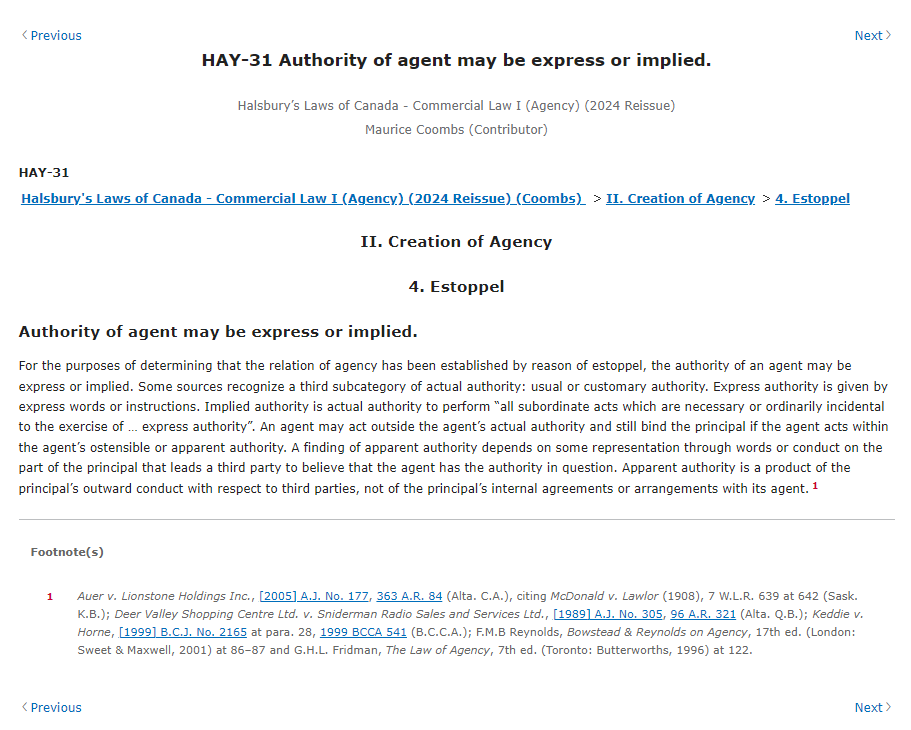 Previous Next
HAY-31 Authority of agent may be express or implied.
Halsbury's Laws of Canada - Commercial Law I (Agency) (2024 Reissue)
Maurice Coombs (Contributor)
HAY-31
Halsbury's Laws of Canada - Commercial Law I (Agency) (2024 Reissue) (Coombs) > II. Creation of Agency > 4. Estoppel
II. Creation of Agency
4. Estoppel
Authority of agent may be express or implied.
For the purposes of determining that the relation of agency has been established by reason of estoppel, the authority of an agent may be
express or implied. Some sources recognize a third subcategory of actual authority: usual or customary authority. Express authority is given by
express words or instructions. Implied authority is actual authority to perform “all subordinate acts which are necessary or ordinarily incidental
to the exercise of … express authority”. An agent may act outside the agent’s actual authority and still bind the principal if the agent acts within
the agent’s ostensible or apparent authority. A finding of apparent authority depends on some representation through words or conduct on the
part of the principal that leads a third party to believe that the agent has the authority in question. Apparent authority is a product of the
principal’s outward conduct with respect to third parties, not of the principal’s internal agreements or arrangements with its agent. 1
Footnote(s)
1 Auer v. Lionstone Holdings Inc., [2005] A.J. No. 177, 363 A.R. 84 (Alta. C.A.), citing McDonald v. Lawlor (1908), 7 W.L.R. 639 at 642 (Sask.
K.B.); Deer Valley Shopping Centre Ltd. v. Sniderman Radio Sales and Services Ltd., [1989] A.J. No. 305, 96 A.R. 321 (Alta. Q.B.); Keddie v.
Horne, [1999] B.C.J. No. 2165 at para. 28, 1999 BCCA 541 (B.C.C.A.); F.M.B Reynolds, Bowstead & Reynolds on Agency, 17th ed. (London:
Sweet & Maxwell, 2001) at 86–87 and G.H.L. Fridman, The Law of Agency, 7th ed. (Toronto: Butterworths, 1996) at 122.
Previous Next